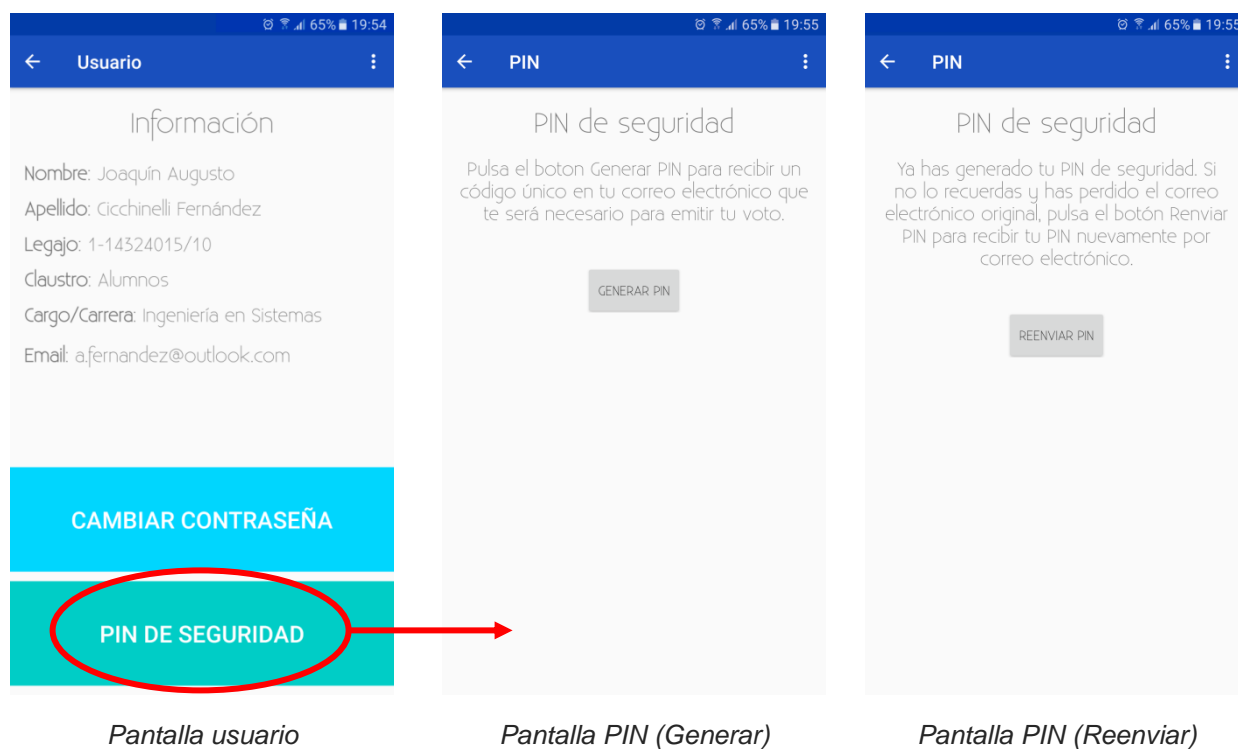 65% 19:54
Usuario
Información
Nombre: Joaquín Augusto
Apellido: Cicchinelli Fernández
Legajo: 1-14324015/10
Claustro: Alumnos
Cargo/Carrera: Ingeniería en Sistemas
Email: a.fernandez@outlook.com
CAMBIAR CONTRASEÑA
PIN DE SEGURIDAD
Pantalla usuario
65% 19:55
PIN
PIN de seguridad
Pulsa el boton Generar PIN para recibir un
código único en tu correo electrónico que
te será necesario para emitir tu voto.
GENERAR PIN
Pantalla PIN (Generar)
65% 19:55
PIN
PIN de seguridad
Ya has generado tu PIN de seguridad. Si
no lo recuerdas y has perdido el correo
electrónico original, pulsa el botón Renviar
PIN para recibir tu PIN nuevamente por
correo electrónico.
REENVIAR PIN
Pantalla PIN (Reenviar)